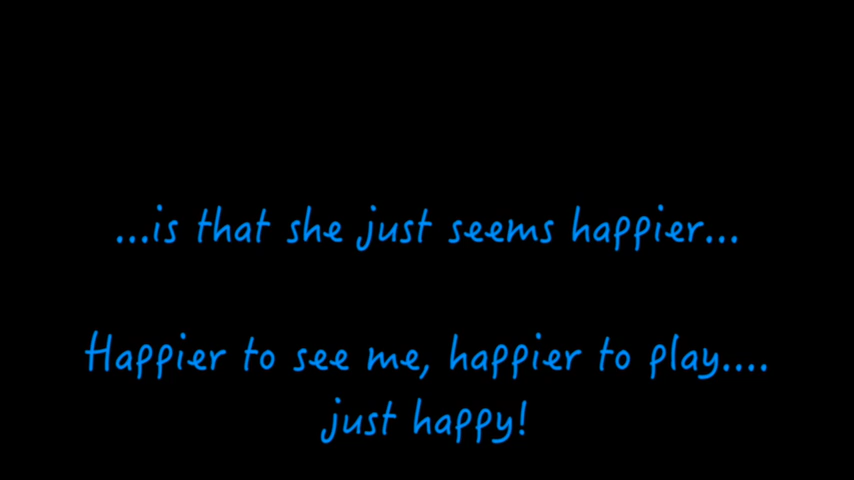 ...is that she just seems happier...
Happier to see me, happier to play....
just happy!